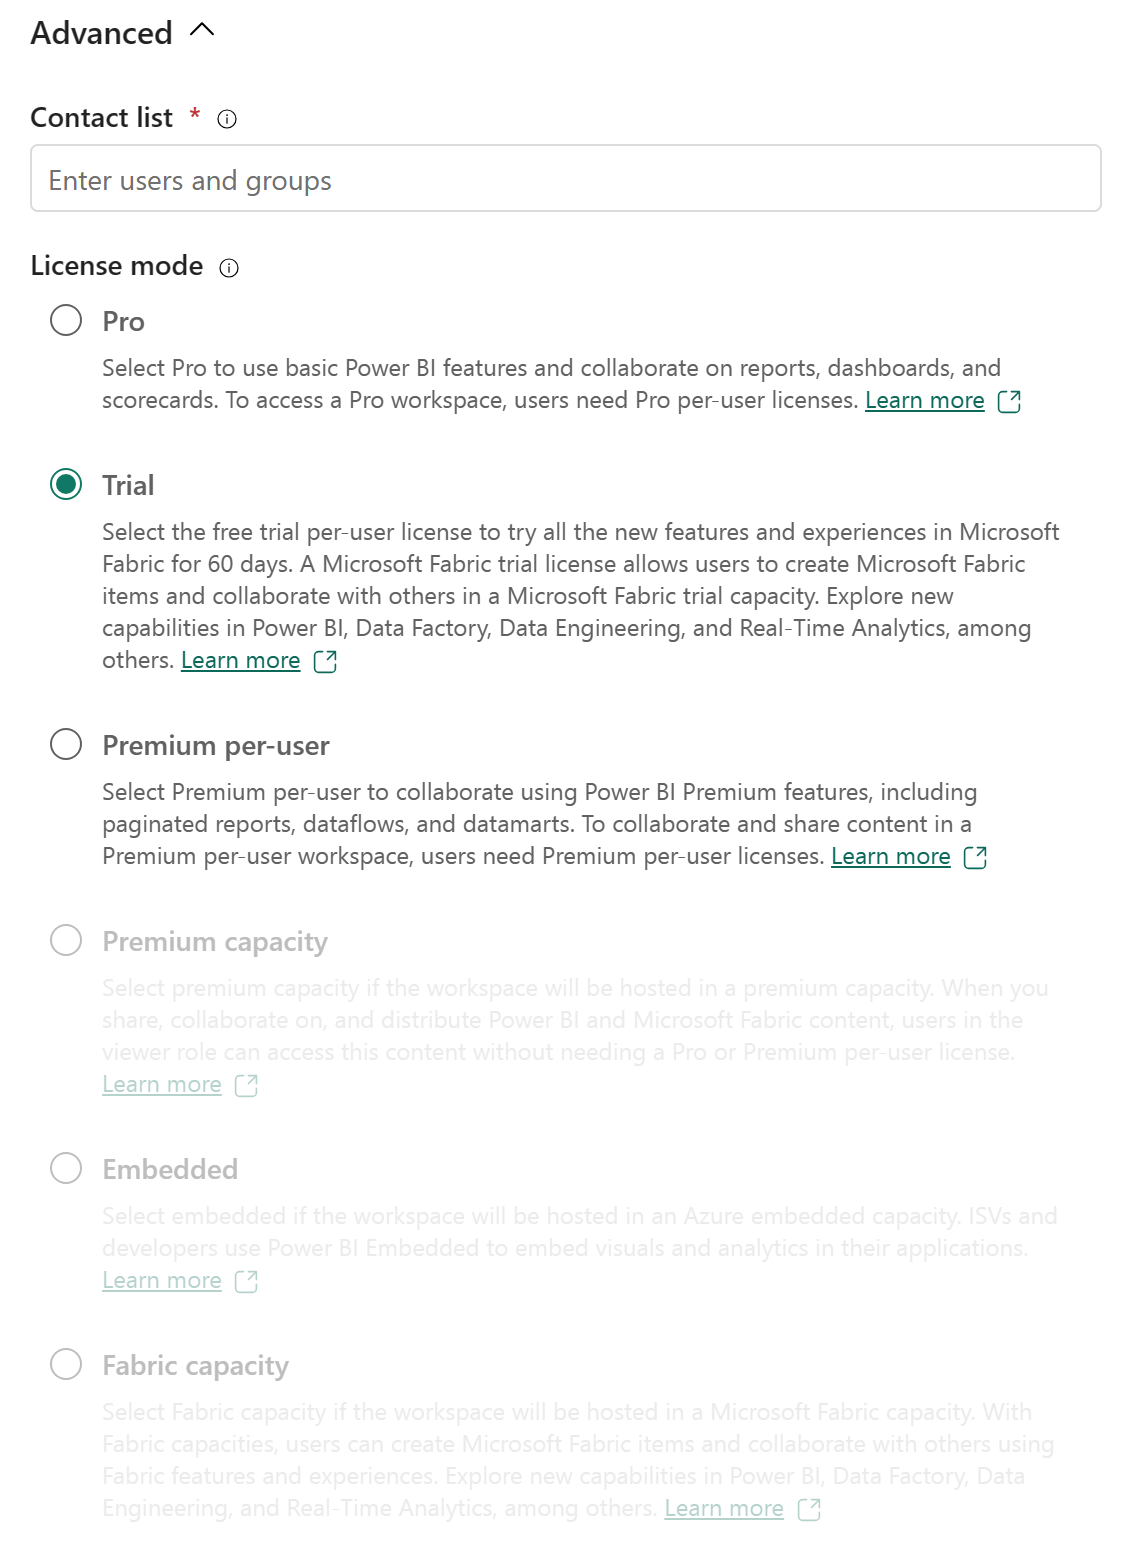 Advanced
Contact list *
Enter users and groups
License mode
Pro
Select Pro to use basic Power BI features and collaborate on reports, dashboards, and
scorecards. To access a Pro workspace, users need Pro per-user licenses. Learn more
Trial
Select the free trial per-user license to try all the new features and experiences in Microsoft
Fabric for 60 days. A Microsoft Fabric trial license allows users to create Microsoft Fabric
items and collaborate with others in a Microsoft Fabric trial capacity. Explore new
capabilities in Power BI, Data Factory, Data Engineering, and Real-Time Analytics, among
others. Learn more
Premium per-user
Select Premium per-user to collaborate using Power BI Premium features, including
paginated reports, dataflows, and datamarts. To collaborate and share content in a
Premium per-user workspace, users need Premium per-user licenses. Learn more
Premium capacity
Select premium capacity if the workspace will be hosted in a premium capacity. When you
share, collaborate on, and distribute Power BI and Microsoft Fabric content, users in the
viewer role can access this content without needing a Pro or Premium per-user license.
Learn more
Embedded
Select embedded if the workspace will be hosted in an Azure embedded capacity. ISVs and
developers use Power BI Embedded to embed visuals and analytics in their applications.
Learn more
Fabric capacity
Select Fabric capacity if the workspace will be hosted in a Microsoft Fabric capacity. With
Fabric capacities, users can create Microsoft Fabric items and collaborate with others using
Fabric features and experiences. Explore new capabilities in Power BI, Data Factory, Data
Engineering, and Real-Time Analytics, among others. Learn more